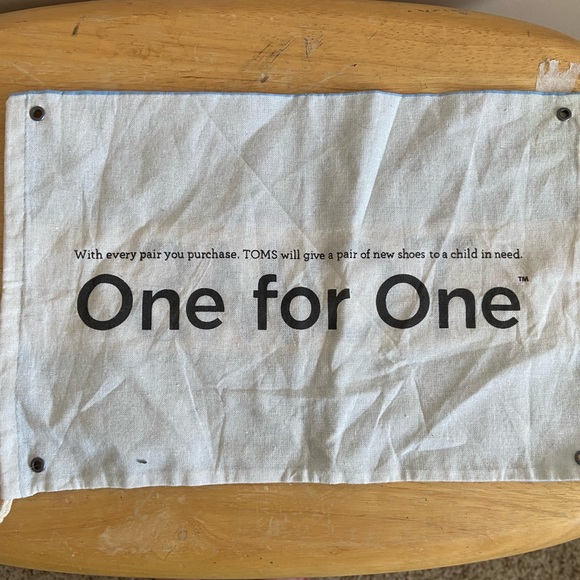 With every pair you purchase. TOMS will give a pair of new shoes to a child in need.
One for One™